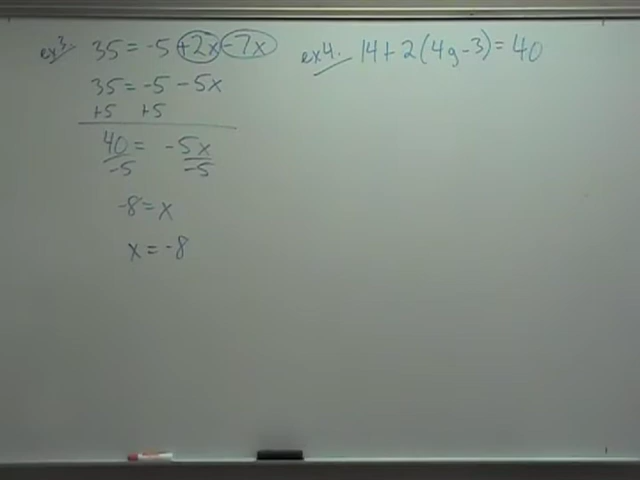 ex3. 35 = -5 +2x -7x
35 = -5 - 5x
+5 +5
40 = -5x
-5 -5
-8 = x
x = -8
ex4. 14 + 2(4g-3) = 40